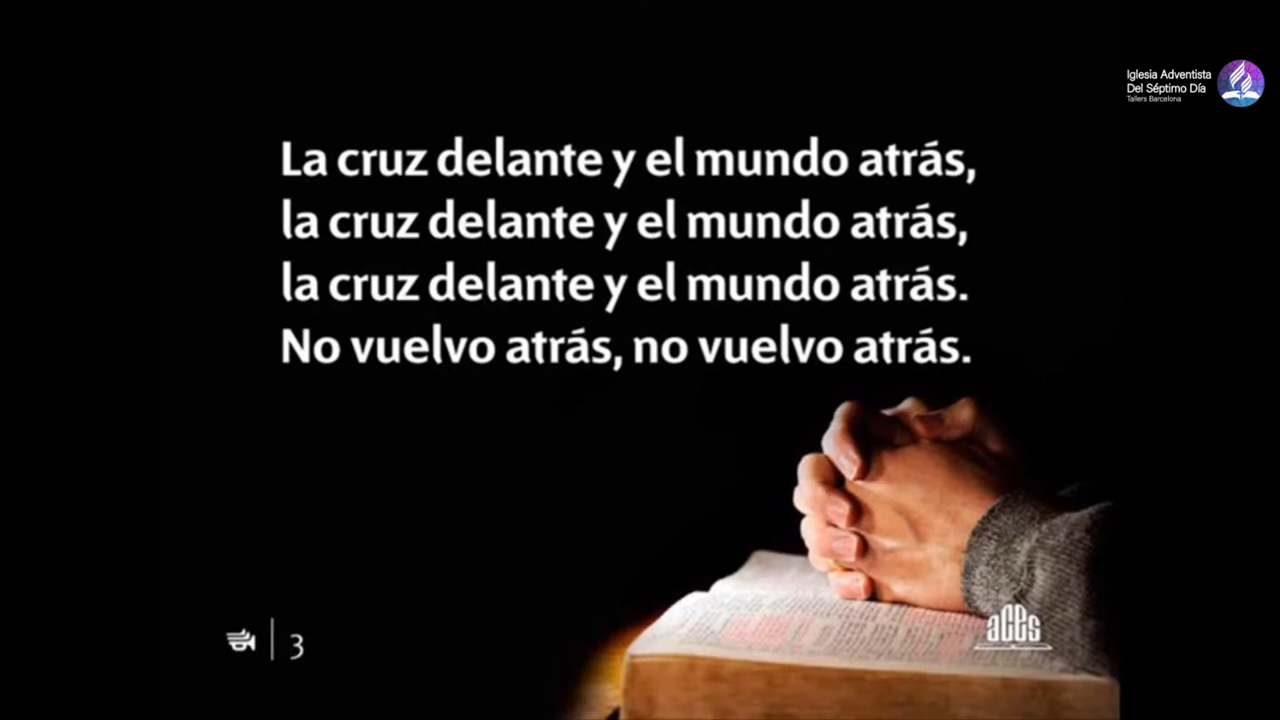 Iglesia Adventista
Del Séptimo Día
Tallers Barcelona
La cruz delante y el mundo atrás,
la cruz delante y el mundo atrás,
la cruz delante y el mundo atrás.
No vuelvo atrás, no vuelvo atrás.
3
aces